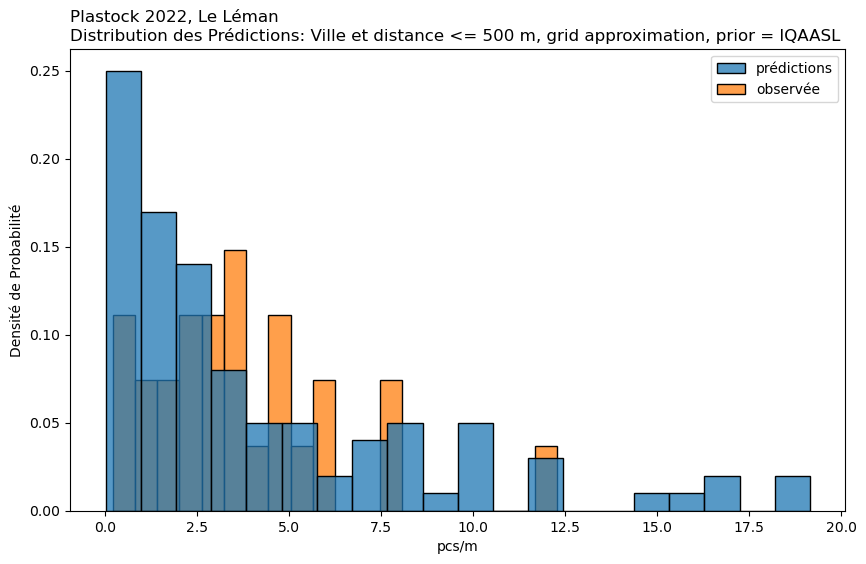 Plastock 2022, Le Léman
Distribution des Prédictions: Ville et distance <= 500 m, grid approximation, prior = IQAASL
prédictions
observée
Densité de Probabilité
0.25
0.20
0.15
0.10
0.05
0.00
0.0 2.5 5.0 7.5 10.0 12.5 15.0 17.5 20.0
pcs/m